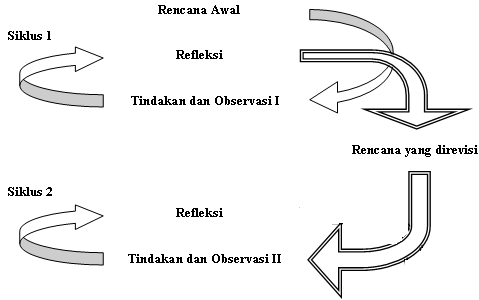 Rencana Awal
Siklus 1
Refleksi
Tindakan dan Observasi I
Rencana yang direvisi
Siklus 2
Refleksi
Tindakan dan Observasi II